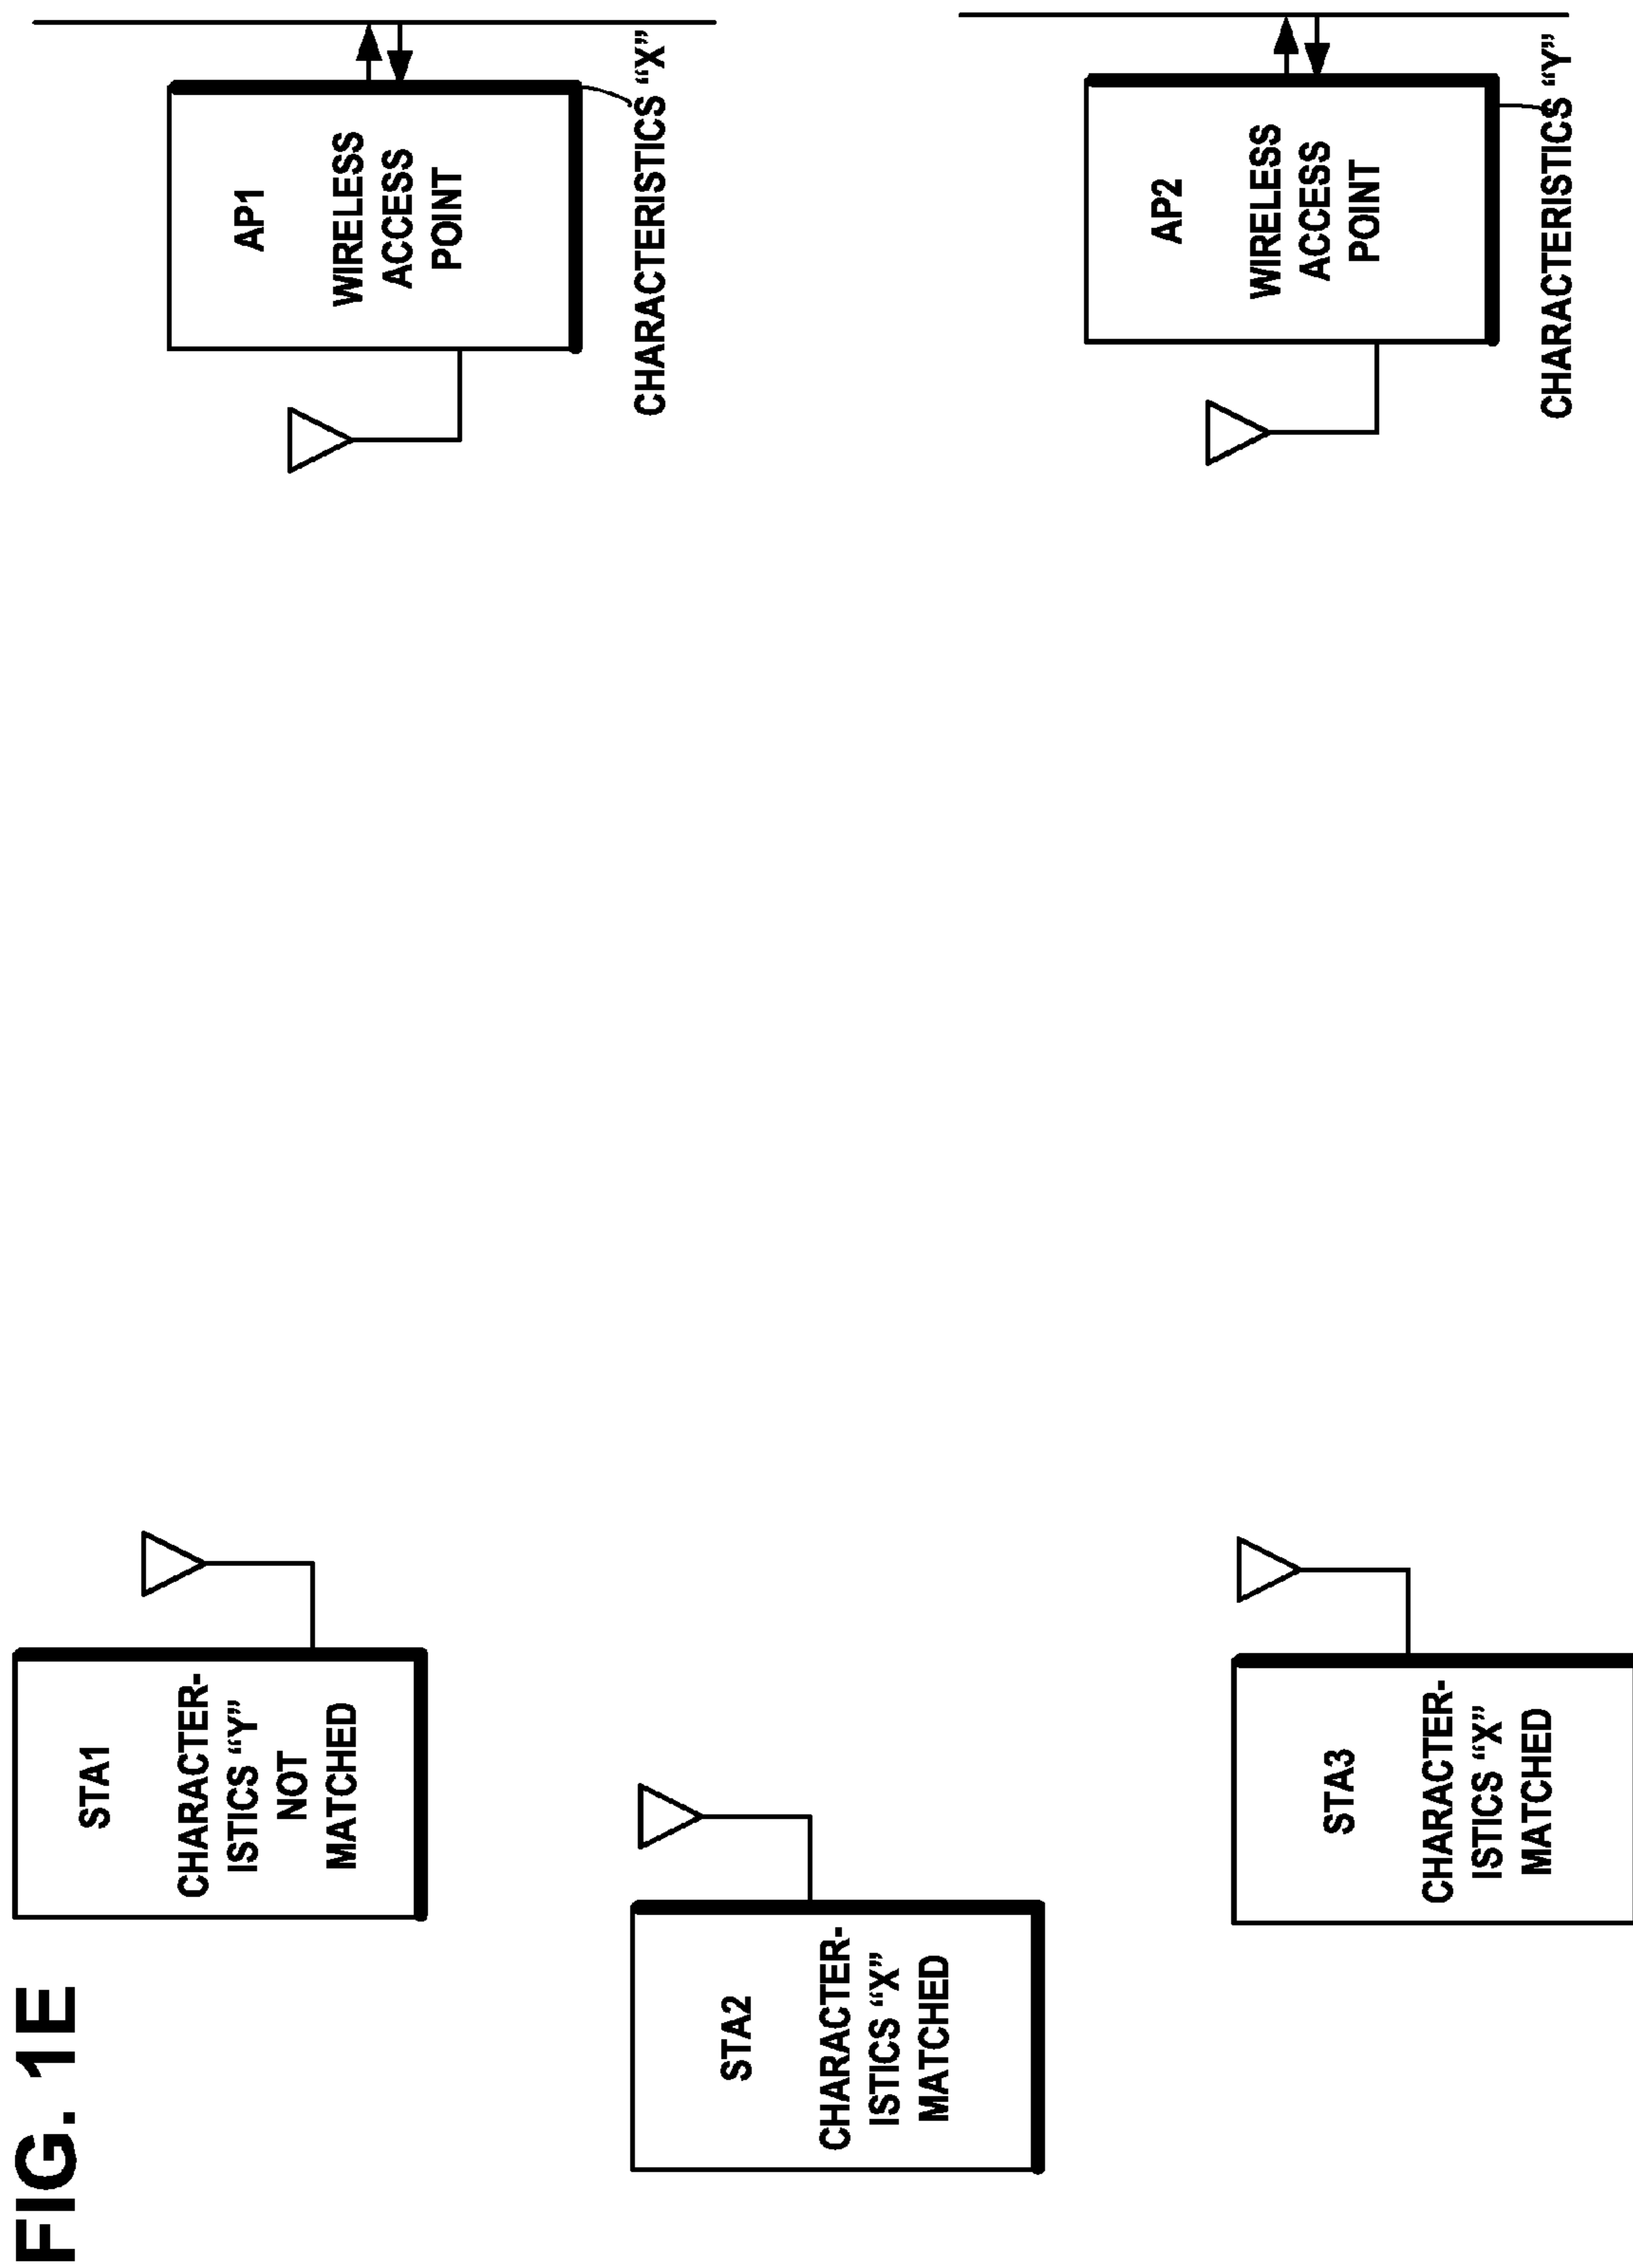 FIG. 1E
STA1
CHARACTER-
ISTICS “Y”
NOT
MATCHED
AP1
WIRELESS
ACCESS
POINT
CHARACTERISTICS “X”
STA2
CHARACTER-
ISTICS “X”
MATCHED
AP2
WIRELESS
ACCESS
POINT
CHARACTERISTICS “Y”
STA3
CHARACTER-
ISTICS “X”
MATCHED